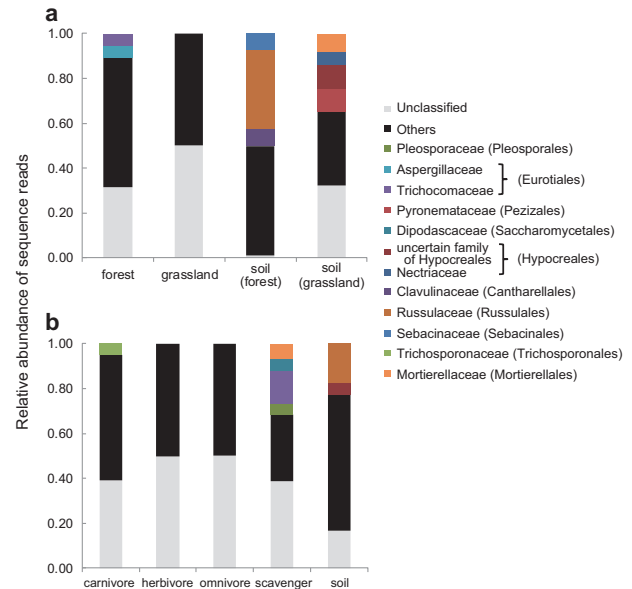 a
Relative abundance of sequence reads
1.00
0.80
0.60
0.40
0.20
0.00
forest
grassland
soil
(forest)
soil
(grassland)
Unclassified
Others
Pleosporaceae (Pleosporales)
Aspergillaceae
Trichocomaceae
(Eurotiales)
Pyronemataceae (Pezizales)
Dipodascaceae (Saccharomycetales)
uncertain family
of Hypocreales
Nectriaceae
(Hypocreales)
Clavulinaceae (Cantharellales)
Russulaceae (Russulales)
Sebacinaceae (Sebacinales)
Trichosporonaceae (Trichosporonales)
Mortierellaceae (Mortierellales)
b
1.00
0.80
0.60
0.40
0.20
0.00
carnivore
herbivore
omnivore
scavenger
soil